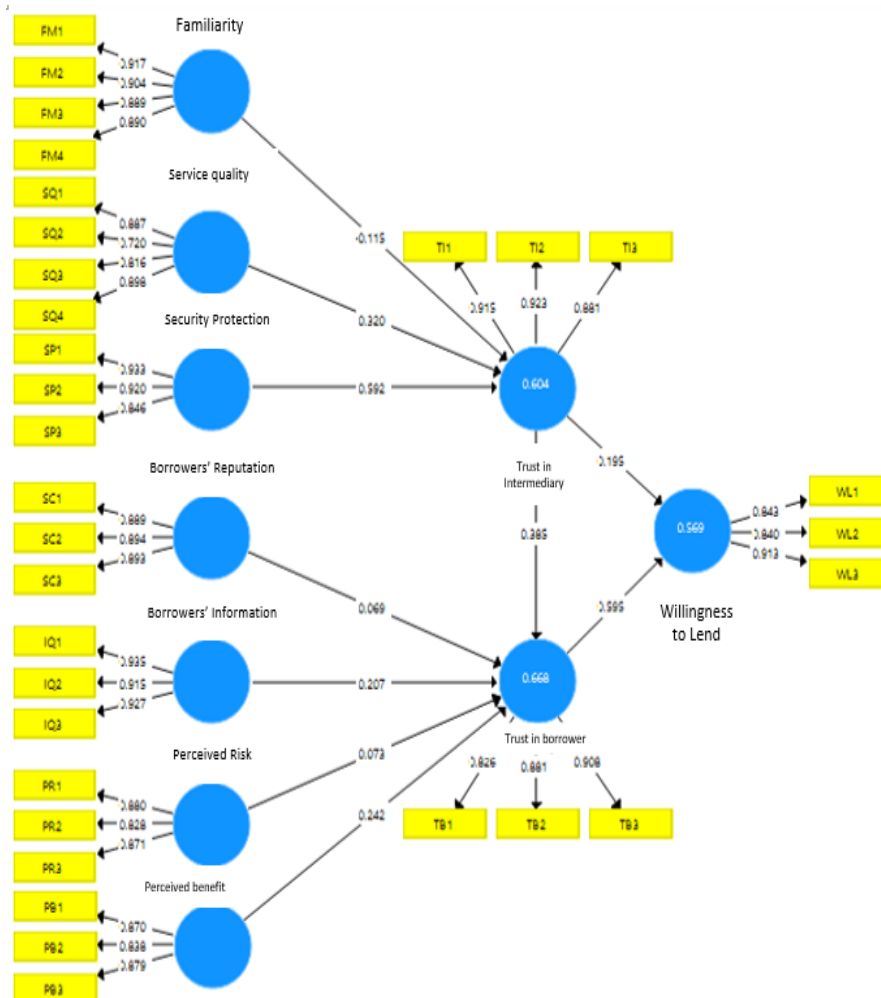 Familiarity
FM1
FM2
FM3
FM4
0.917
0.904
0.889
0.890
Service quality
SQ1
SQ2
SQ3
SQ4
0.887
0.720
0.816
0.898
Security Protection
SP1
SP2
SP3
0.933
0.920
0.846
Borrowers' Reputation
SC1
SC2
SC3
0.889
0.894
0.893
Borrowers' Information
IQ1
IQ2
IQ3
0.935
0.915
0.927
Perceived Risk
PR1
PR2
PR3
0.880
0.828
0.871
Perceived benefit
PB1
PB2
PB3
0.870
0.838
0.879
-0.115
0.320
0.592
0.069
0.207
0.073
0.242
TI1
TI2
TI3
0.915
0.923
0.881
0.604
Trust in
Intermediary
0.385
0.195
0.595
0.668
Trust in borrower
0.826
0.881
0.908
TB1
TB2
TB3
0.569
Willingness
to Lend
0.843
0.840
0.913
WL1
WL2
WL3